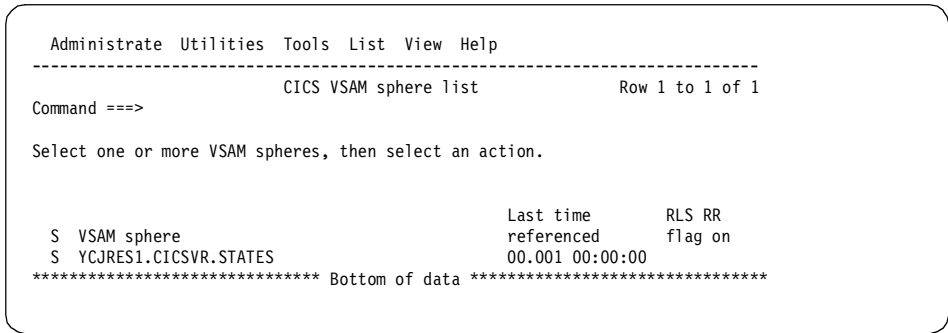 Administrate Utilities Tools List View Help
------------------------------------------------------------------------------
CICS VSAM sphere list Row 1 to 1 of 1
Command ===>
Select one or more VSAM spheres, then select an action.
Last time RLS RR
S VSAM sphere referenced flag on
S YCJRES1.CICSVR.STATES 00.001 00:00:00
******************************* Bottom of data ********************************